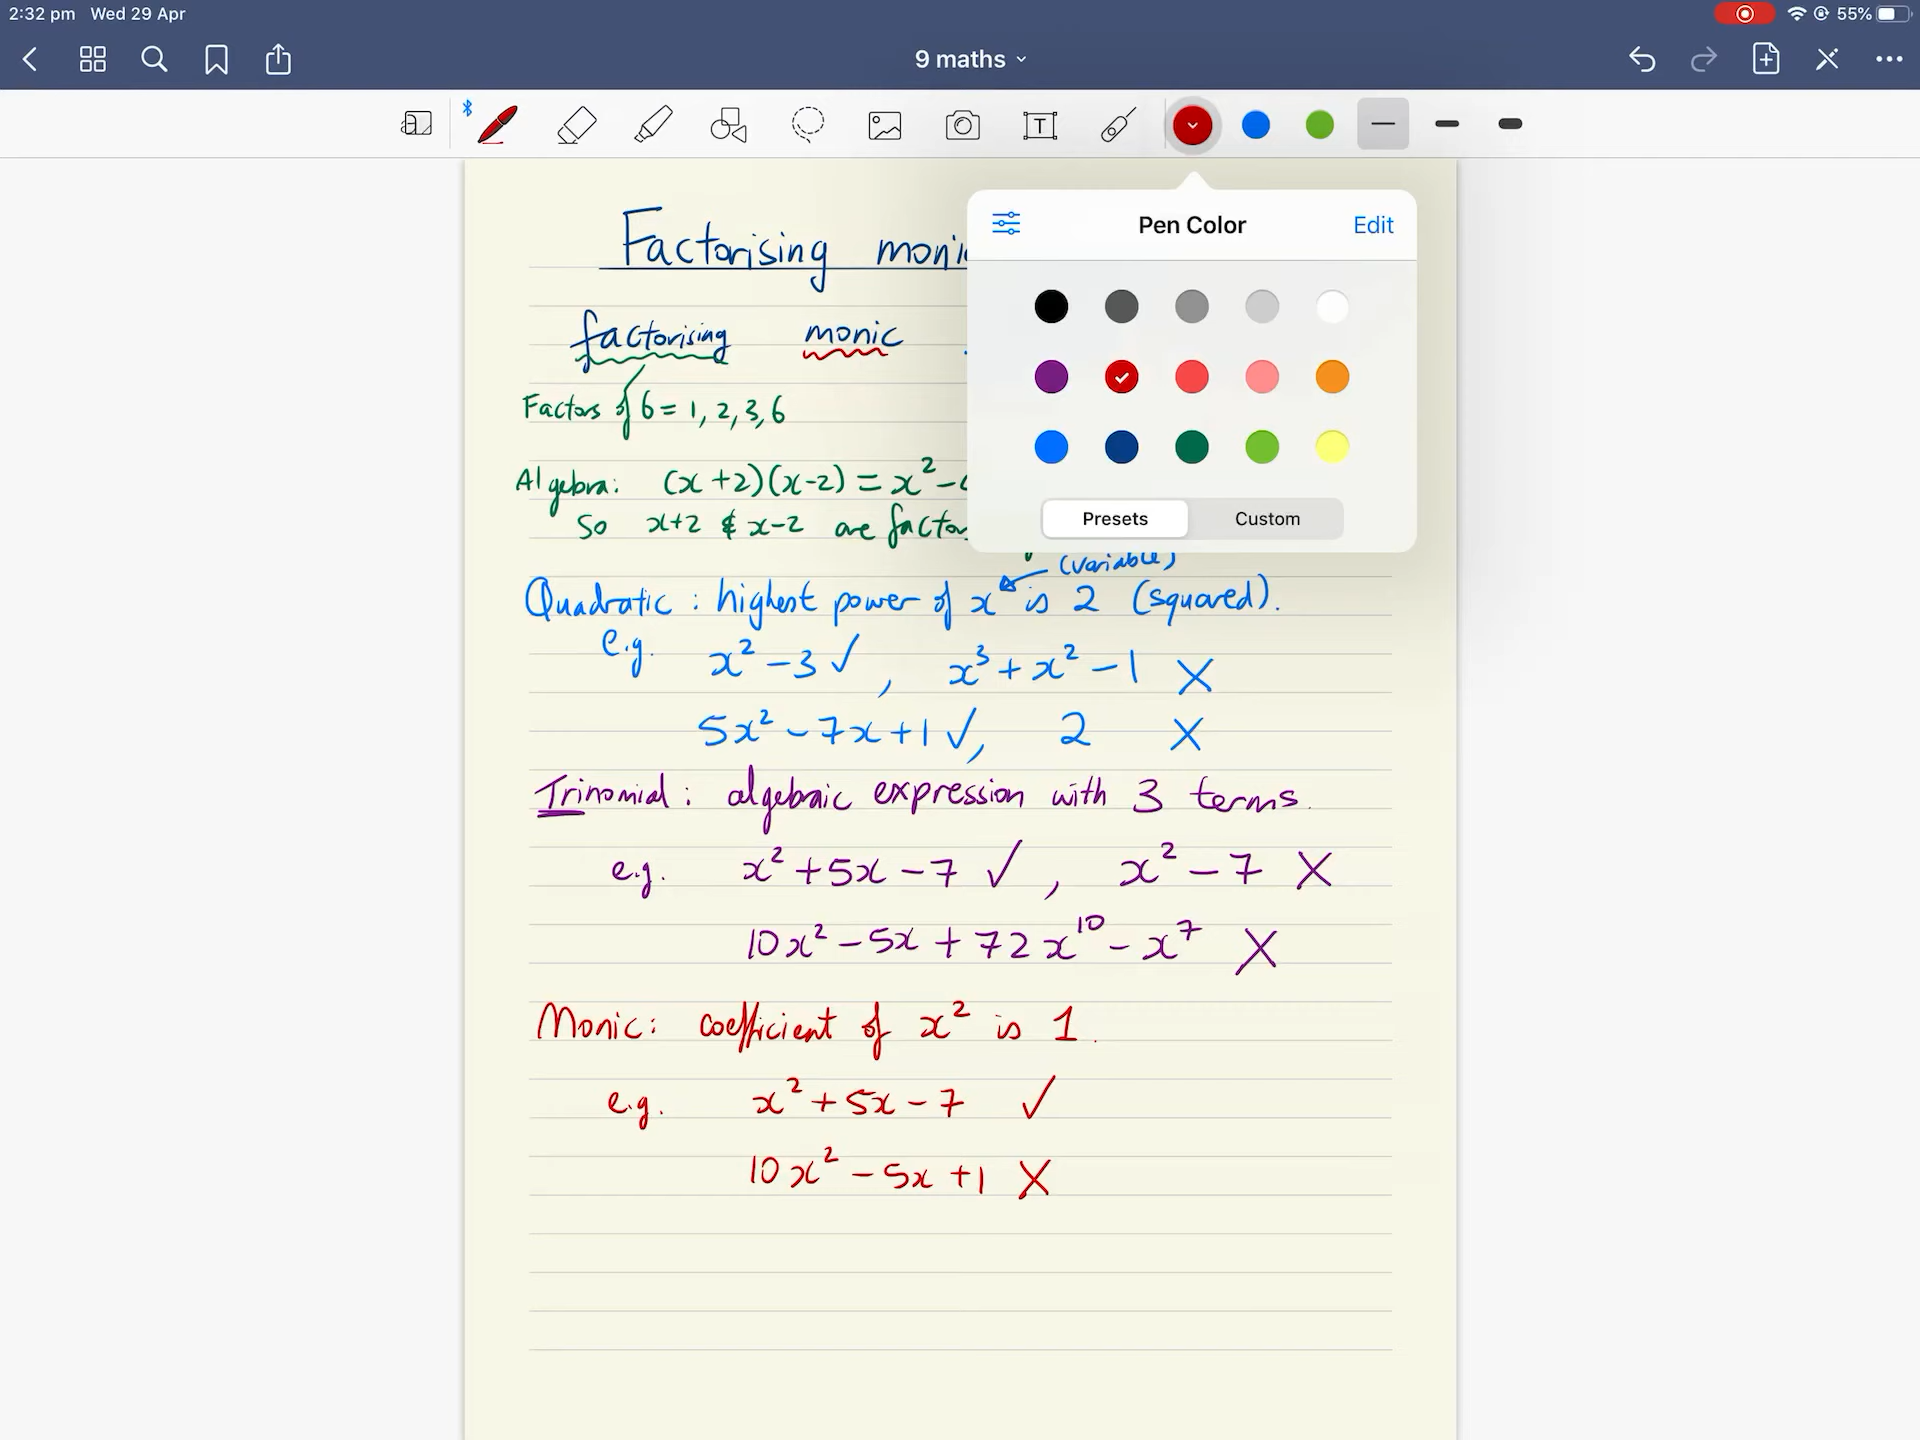 2:32 pm Wed 29 Apr 55%
9 maths
T
Pen Color Edit
Presets Custom
Factorising
factorising monic
Factors of 6 = 1, 2, 3, 6
Algebra: (x+2)(x-2) = x² -
So x+2 & x-2 are
(variable)
Quadratic : highest power of x is 2 (squared).
e.g. x² - 3 ✓, x³ + x² - 1 X
5x² - 7x + 1 ✓, 2 X
Trinomial : algebraic expression with 3 terms.
e.g. x² + 5x - 7 ✓, x² - 7 X
10x² - 5x + 72x¹⁰ - x⁷ X
Monic: coefficient of x² is 1.
e.g. x² + 5x - 7 ✓
10x² - 5x + 1 X